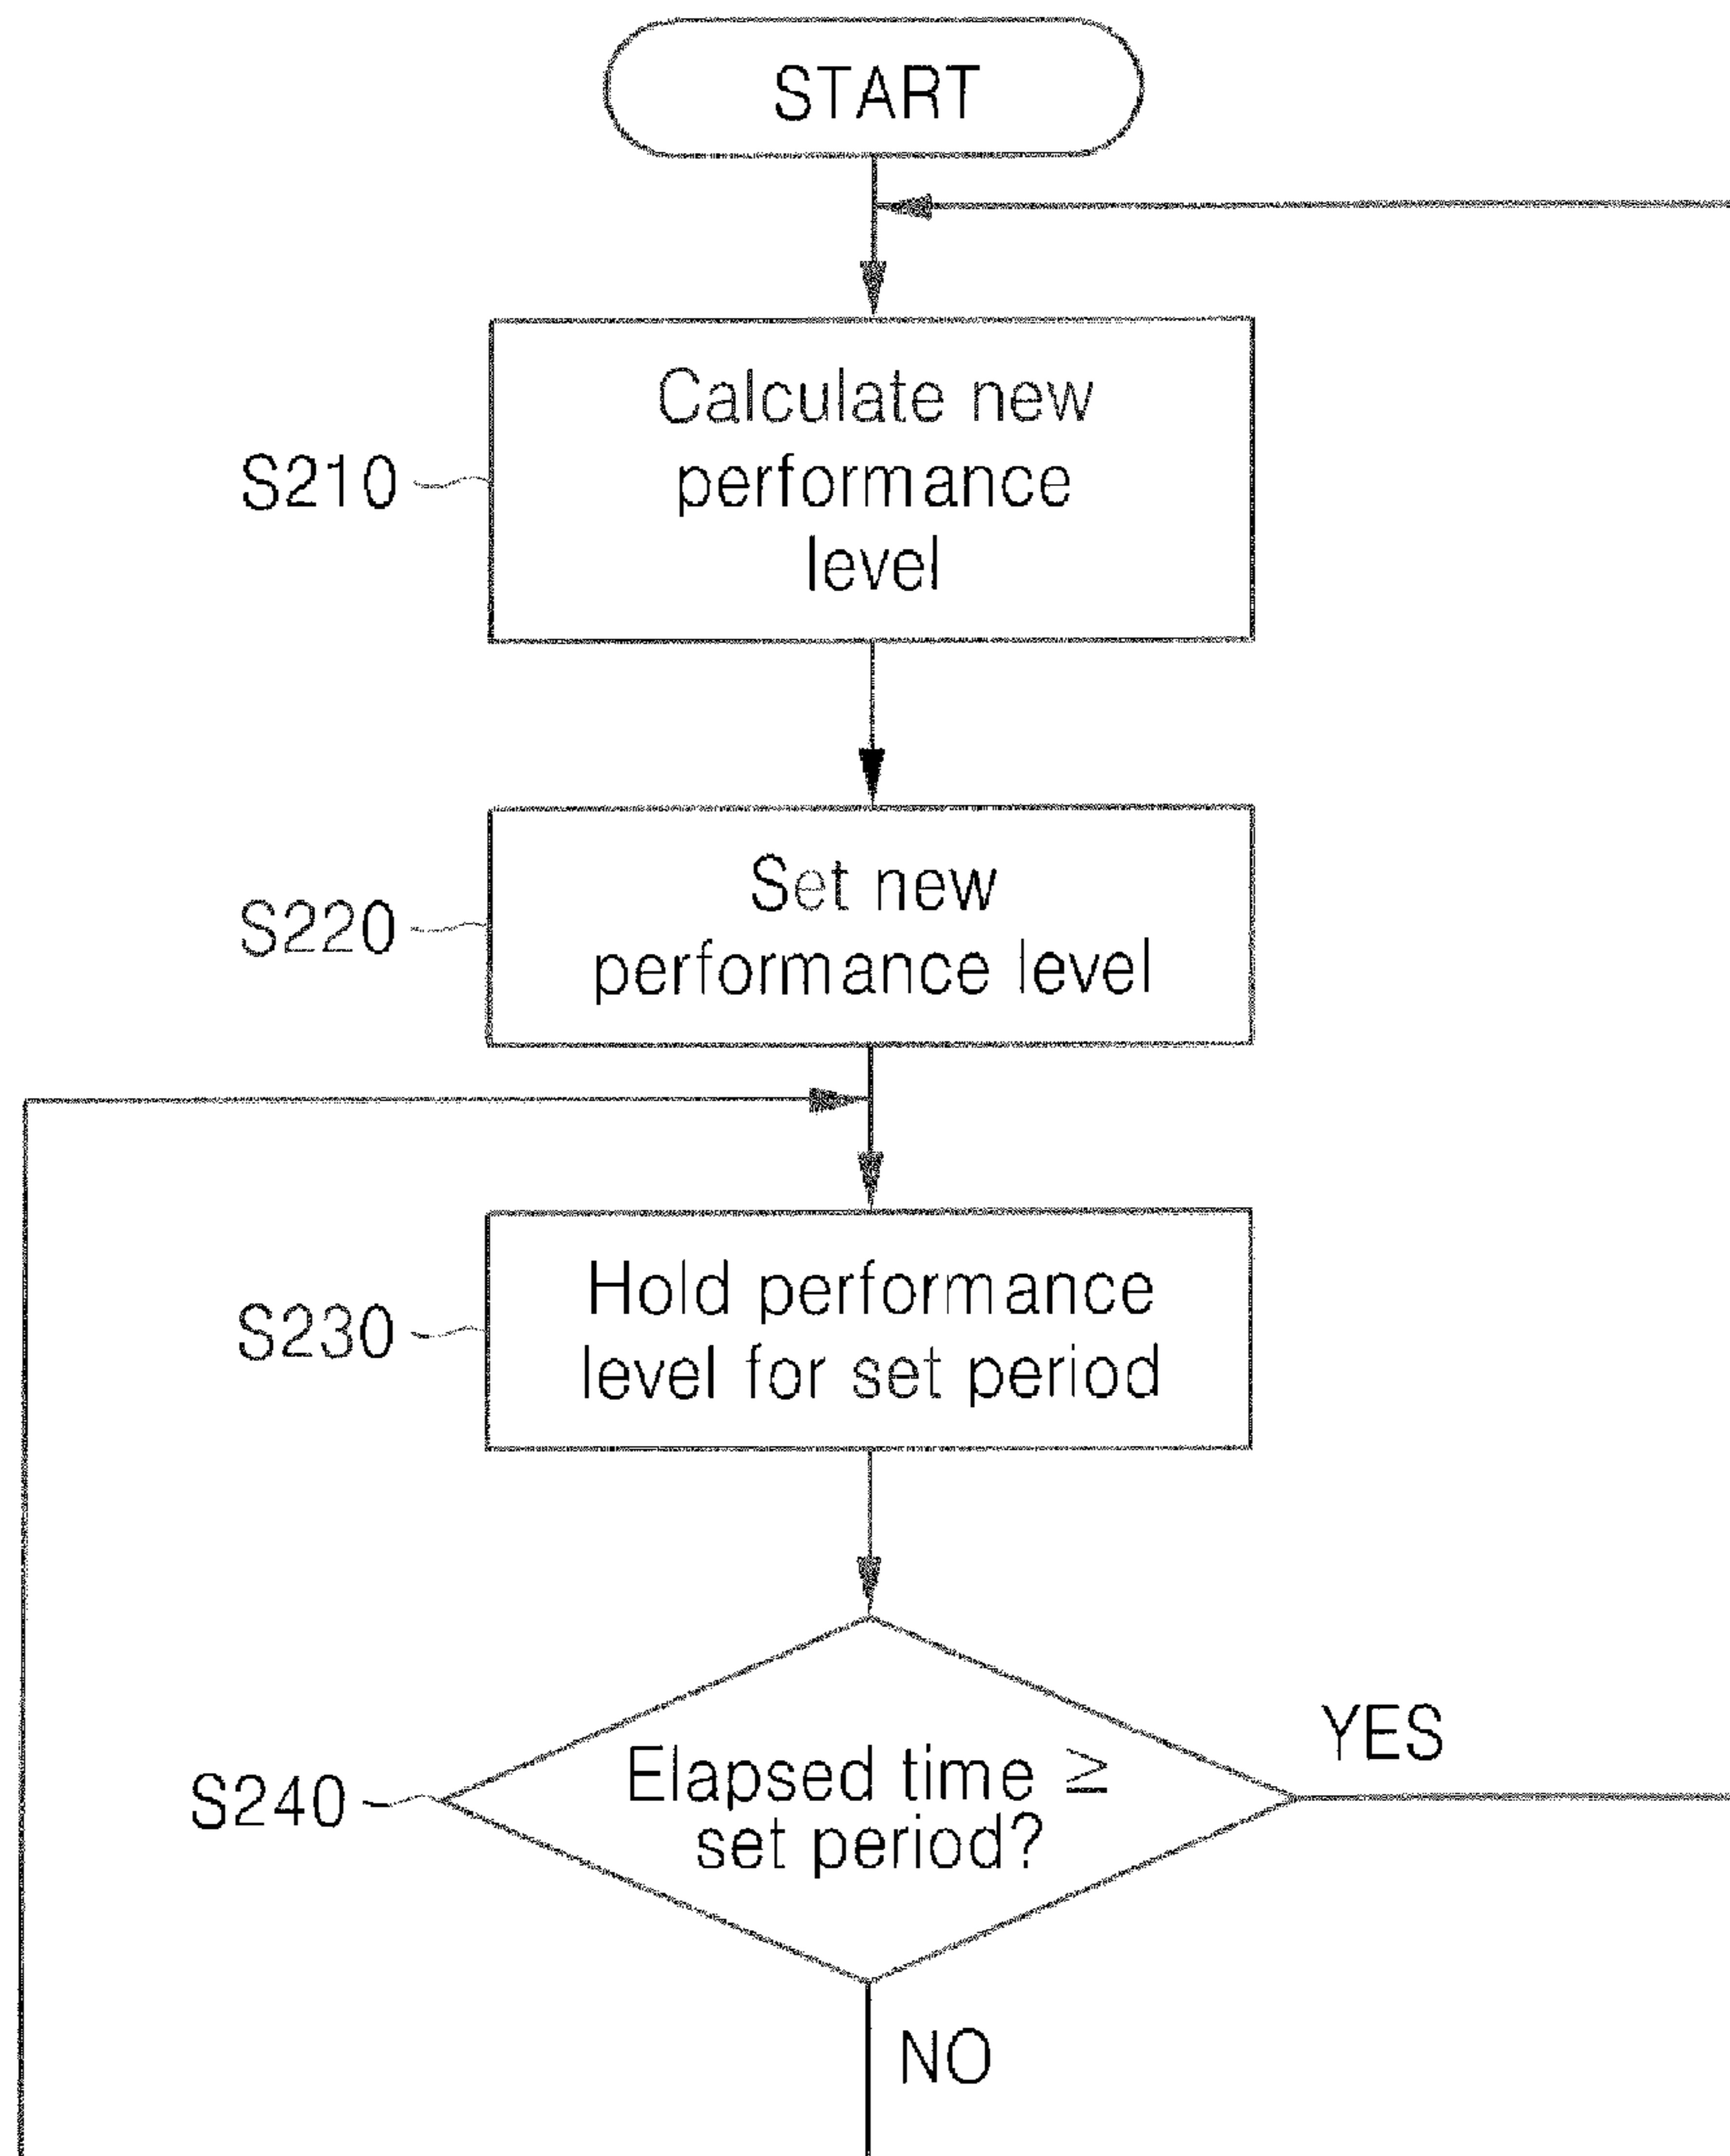 START
Calculate new
performance
level
S210
Set new
performance level
S220
Hold performance
level for set period
S230
Elapsed time ≥
set period?
S240
YES
NO